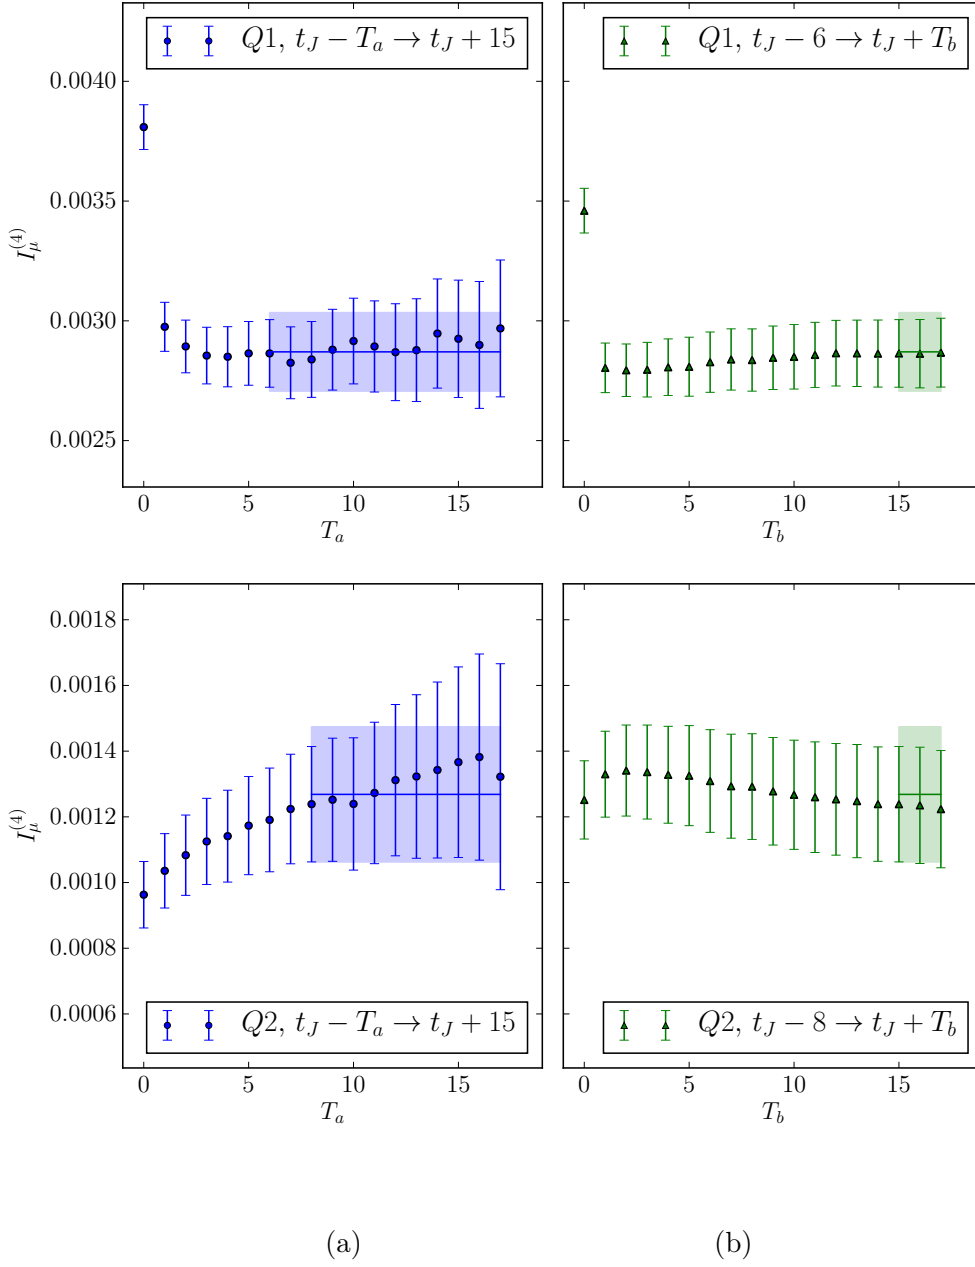 Q1, t_J − T_a → t_J + 15
Q1, t_J − 6 → t_J + T_b
0.0040
0.0035
0.0030
0.0025
I_μ^(4)
0 5 10 15
T_a
0 5 10 15
T_b
0.0018
0.0016
0.0014
0.0012
0.0010
0.0008
0.0006
I_μ^(4)
Q2, t_J − T_a → t_J + 15
Q2, t_J − 8 → t_J + T_b
0 5 10 15
T_a
0 5 10 15
T_b
(a)
(b)